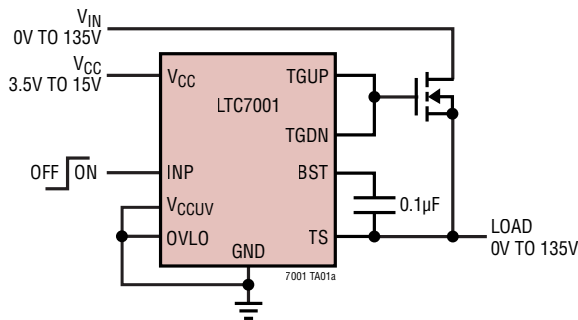 VIN
0V TO 135V
VCC
3.5V TO 15V
VCC
TGUP
LTC7001
TGDN
OFF
ON
INP
BST
VCCUV
0.1µF
OVLO
TS
LOAD
0V TO 135V
GND
7001 TA01a